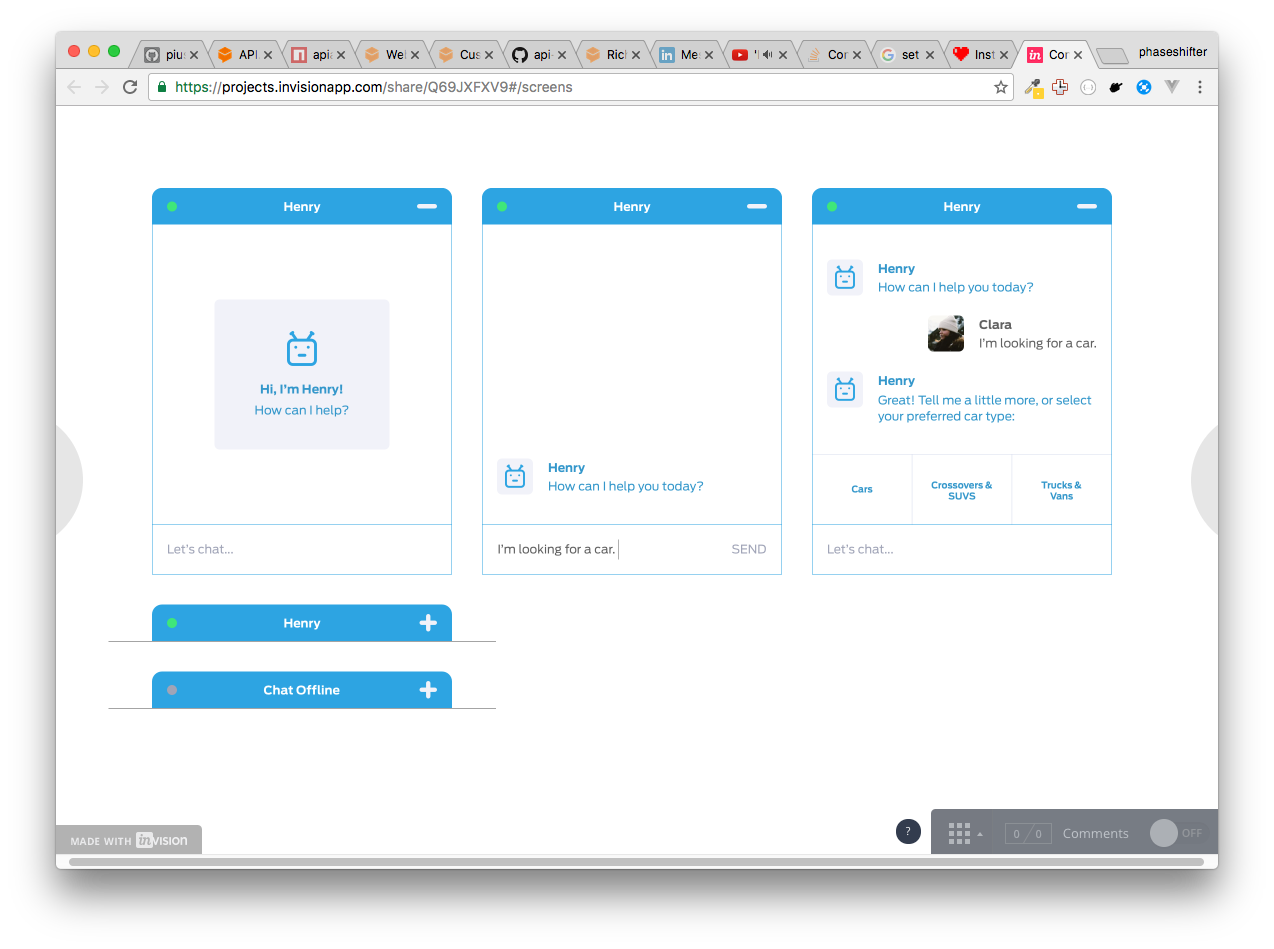 piu:
API
apia
Wel
Cus
api-
Rich
in Me:
Cor
set
Inst
in Cor
phaseshifter
https://projects.invisionapp.com/share/Q69JXFXV9#/screens
Henry
Hi, I'm Henry!
How can I help?
Let's chat...
Henry
Henry
How can I help you today?
I'm looking for a car.
SEND
Henry
Henry
How can I help you today?
Clara
I'm looking for a car.
Henry
Great! Tell me a little more, or select
your preferred car type:
Cars
Crossovers &
SUVS
Trucks &
Vans
Let's chat...
Henry
Chat Offline
MADE WITH invision
?
0 / 0
Comments
OFF